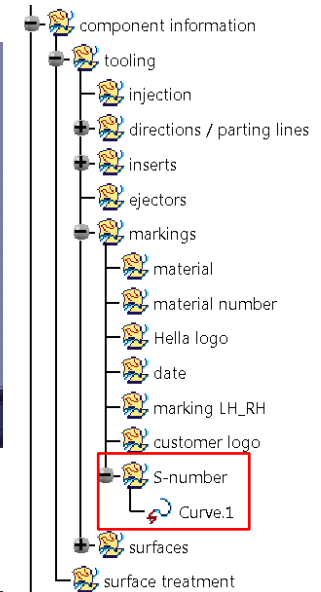 component information
tooling
injection
directions / parting lines
inserts
ejectors
markings
material
material number
Hella logo
date
marking LH_RH
customer logo
S-number
Curve.1
surfaces
surface treatment